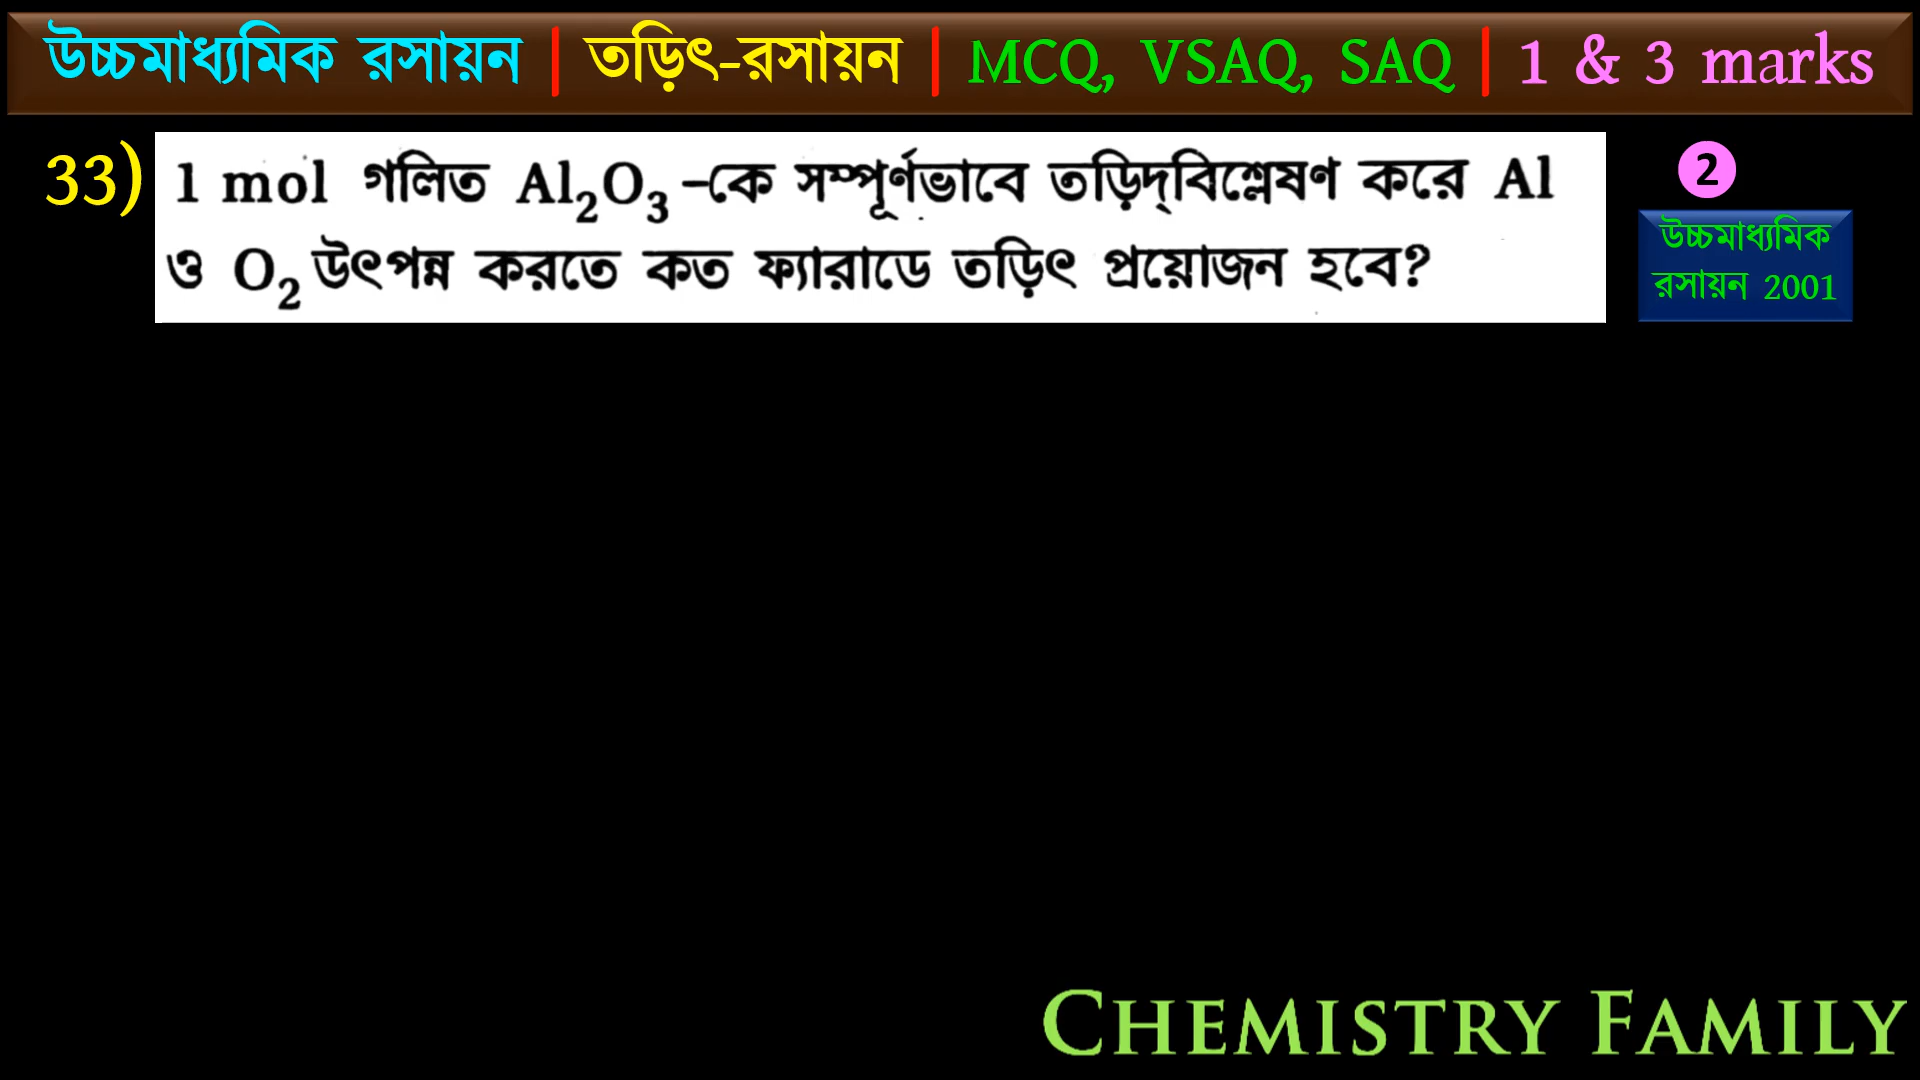 উচ্চমাধ্যমিক রসায়ন | তড়িৎ-রসায়ন | MCQ, VSAQ, SAQ | 1 & 3 marks
33) 1 mol গলিত Al₂O₃ -কে সম্পূর্ণভাবে তড়িদ্‌বিশ্লেষণ করে Al
ও O₂ উৎপন্ন করতে কত ফ্যারাডে তড়িৎ প্রয়োজন হবে?
2
উচ্চমাধ্যমিক
রসায়ন 2001
CHEMISTRY FAMILY